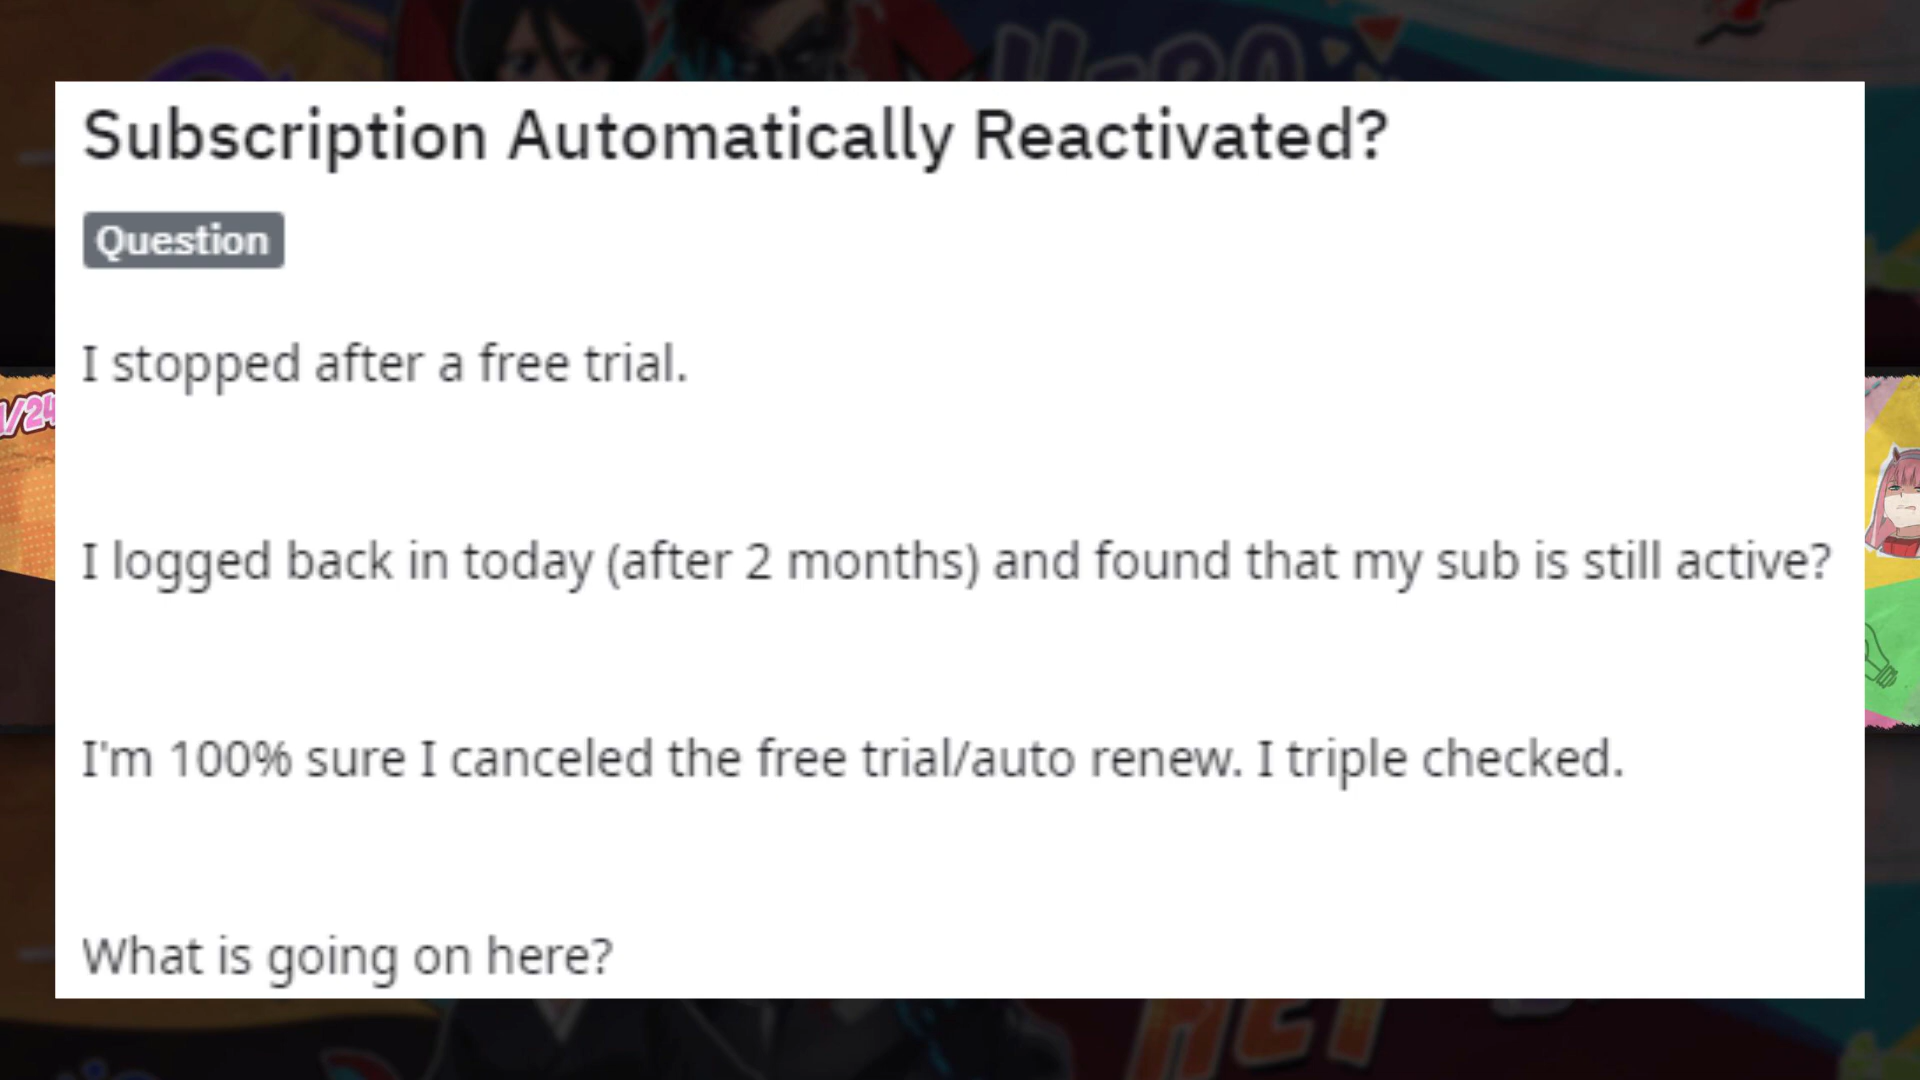 HERO
Subscription Automatically Reactivated?
Question
I stopped after a free trial.
/24
I logged back in today (after 2 months) and found that my sub is still active?
I'm 100% sure I canceled the free trial/auto renew. I triple checked.
What is going on here?